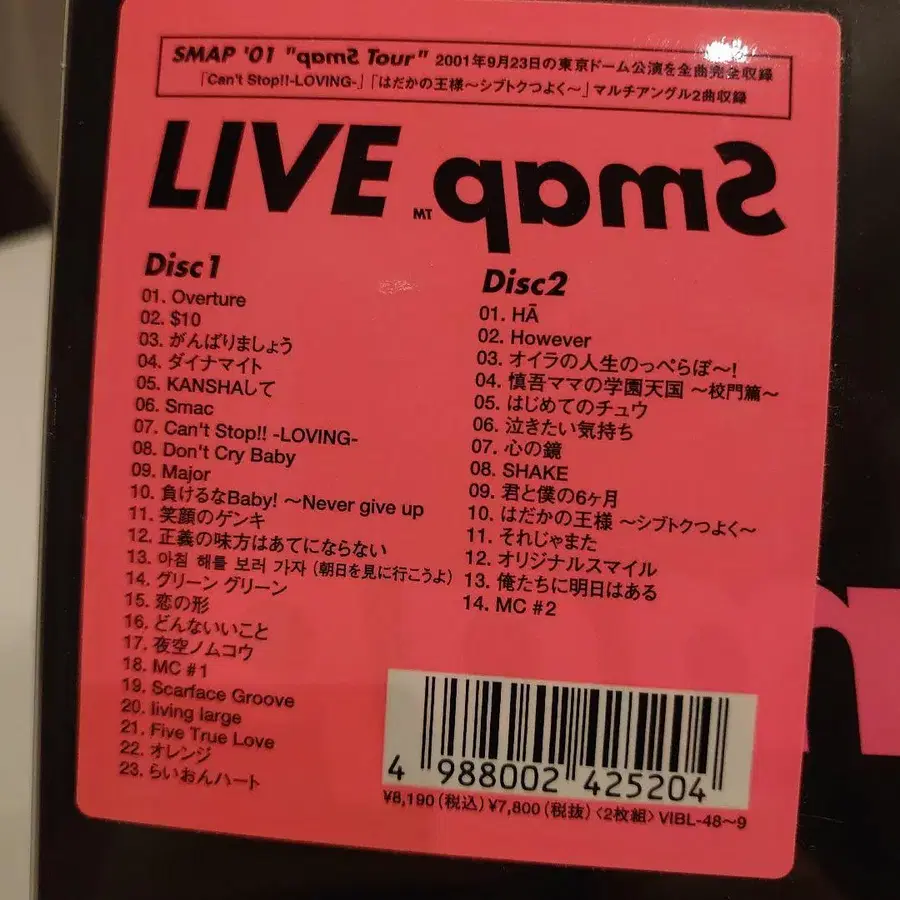 SMAP '01 "qamS Tour" 2001年9月23日の東京ドーム公演を全曲完全収録
「Can't Stop!!-LOVING-」「はだかの王様～シブトクつよく～」マルチアングル2曲収録
LIVE qamS™
Disc1
01. Overture
02. $10
03. がんばりましょう
04. ダイナマイト
05. KANSHAして
06. Smac
07. Can't Stop!! -LOVING-
08. Don't Cry Baby
09. Major
10. 負けるなBaby! ～Never give up
11. 笑顔のゲンキ
12. 正義の味方はあてにならない
13. 아침 해를 보러 가자 (朝日を見に行こうよ)
14. グリーン グリーン
15. 恋の形
16. どんないいこと
17. 夜空ノムコウ
18. MC #1
19. Scarface Groove
20. living large
21. Five True Love
22. オレンジ
23. らいおんハート
Disc2
01. HĀ
02. However
03. オイラの人生のっぺらぼ～!
04. 慎吾ママの学園天国 ～校門篇～
05. はじめてのチュウ
06. 泣きたい気持ち
07. 心の鏡
08. SHAKE
09. 君と僕の6ヶ月
10. はだかの王様 ～シブトクつよく～
11. それじゃまた
12. オリジナルスマイル
13. 俺たちに明日はある
14. MC #2
4 988002 425204
¥8,190(税込)¥7,800(税抜)〈2枚組〉VIBL-48～9